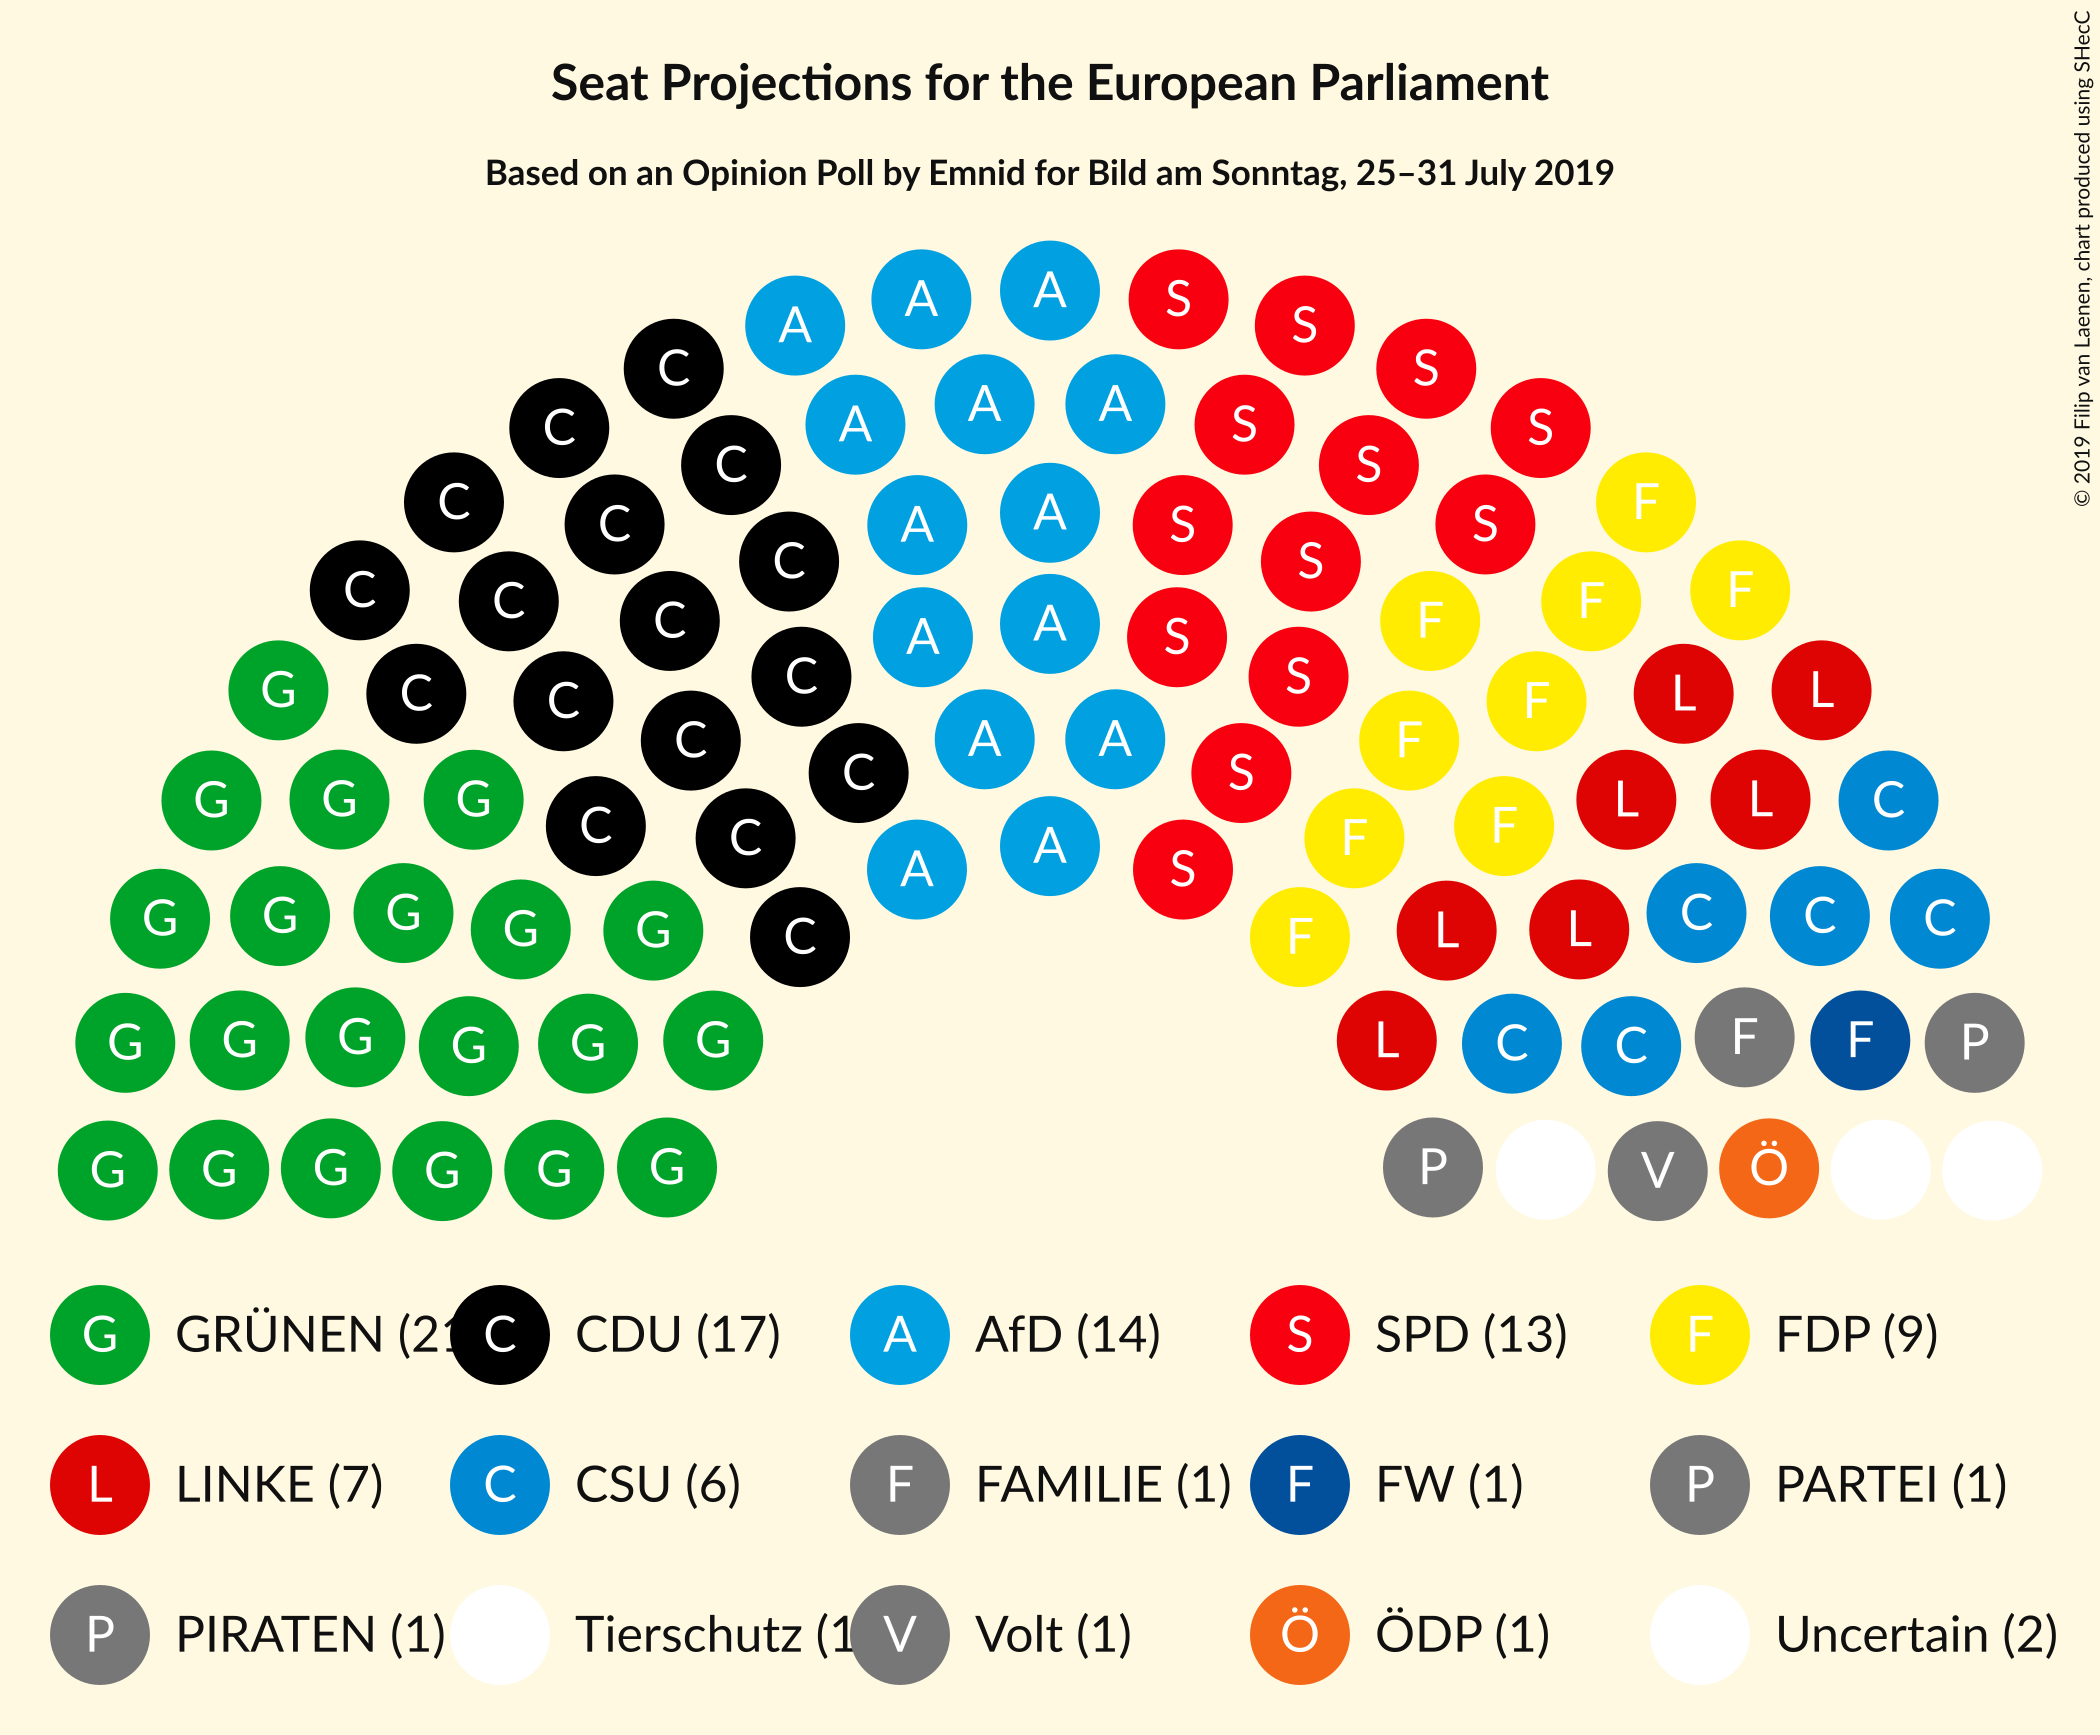 Seat Projections for the European Parliament
Based on an Opinion Poll by Emnid for Bild am Sonntag, 25–31 July 2019
© 2019 Filip van Laenen, chart produced using SHecC
A A A S S S
C A A A S S
C C A A S S S
C C C A A S S S F
C C C C A A S S F F F
G C C C C A A S F F L L
G G G C C C A A S F F L L C
G G G G G C F L L C C C
G G G G G G L C C F F P
G G G G G G P V Ö
G GRÜNEN (21 C CDU (17) A AfD (14) S SPD (13) F FDP (9)
L LINKE (7) C CSU (6) F FAMILIE (1) F FW (1) P PARTEI (1)
P PIRATEN (1) Tierschutz (1 V Volt (1) Ö ÖDP (1) Uncertain (2)